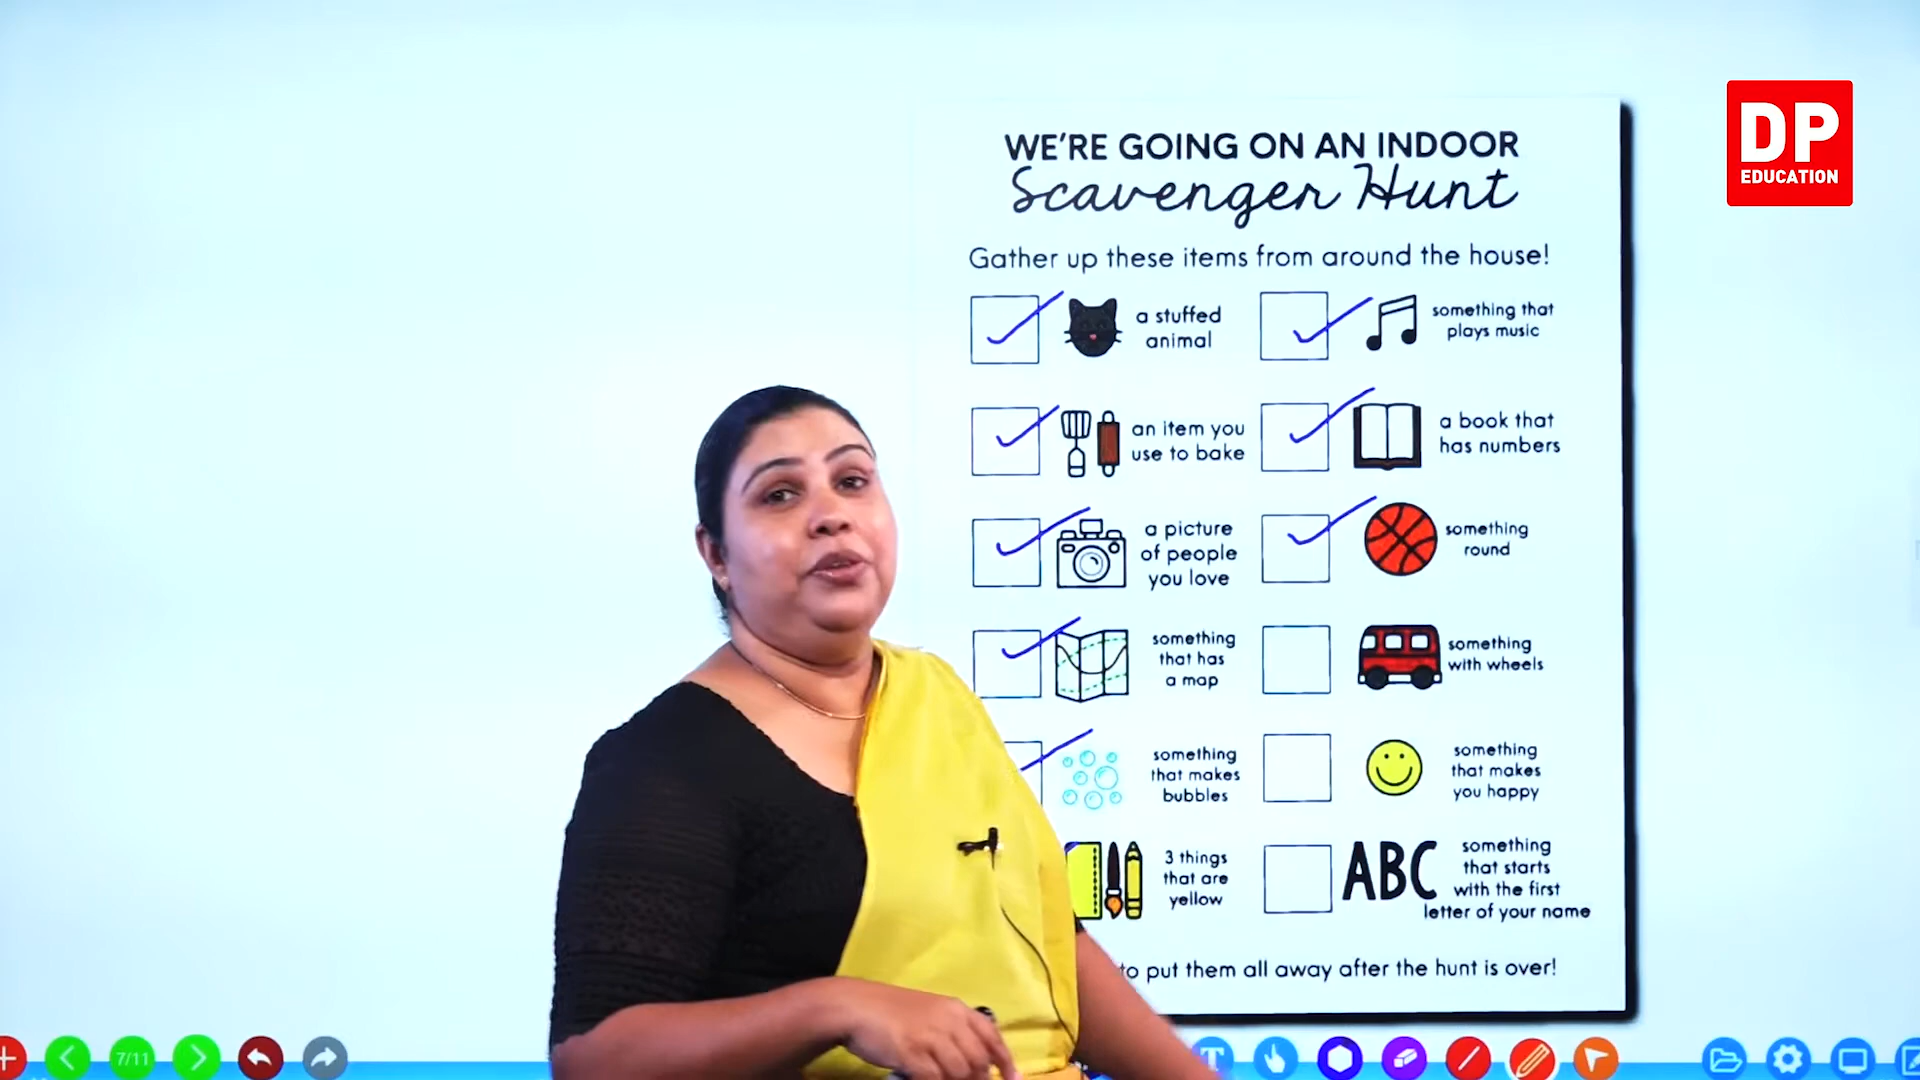 DP
EDUCATION
WE'RE GOING ON AN INDOOR
Scavenger Hunt
Gather up these items from around the house!
a stuffed
animal
something that
plays music
an item you
use to bake
a book that
has numbers
a picture
of people
you love
something
round
something
that has
a map
something
with wheels
something
that makes
bubbles
something
that makes
you happy
3 things
that are
yellow
ABC
something
that starts
with the first
letter of your name
to put them all away after the hunt is over!
7/11
T